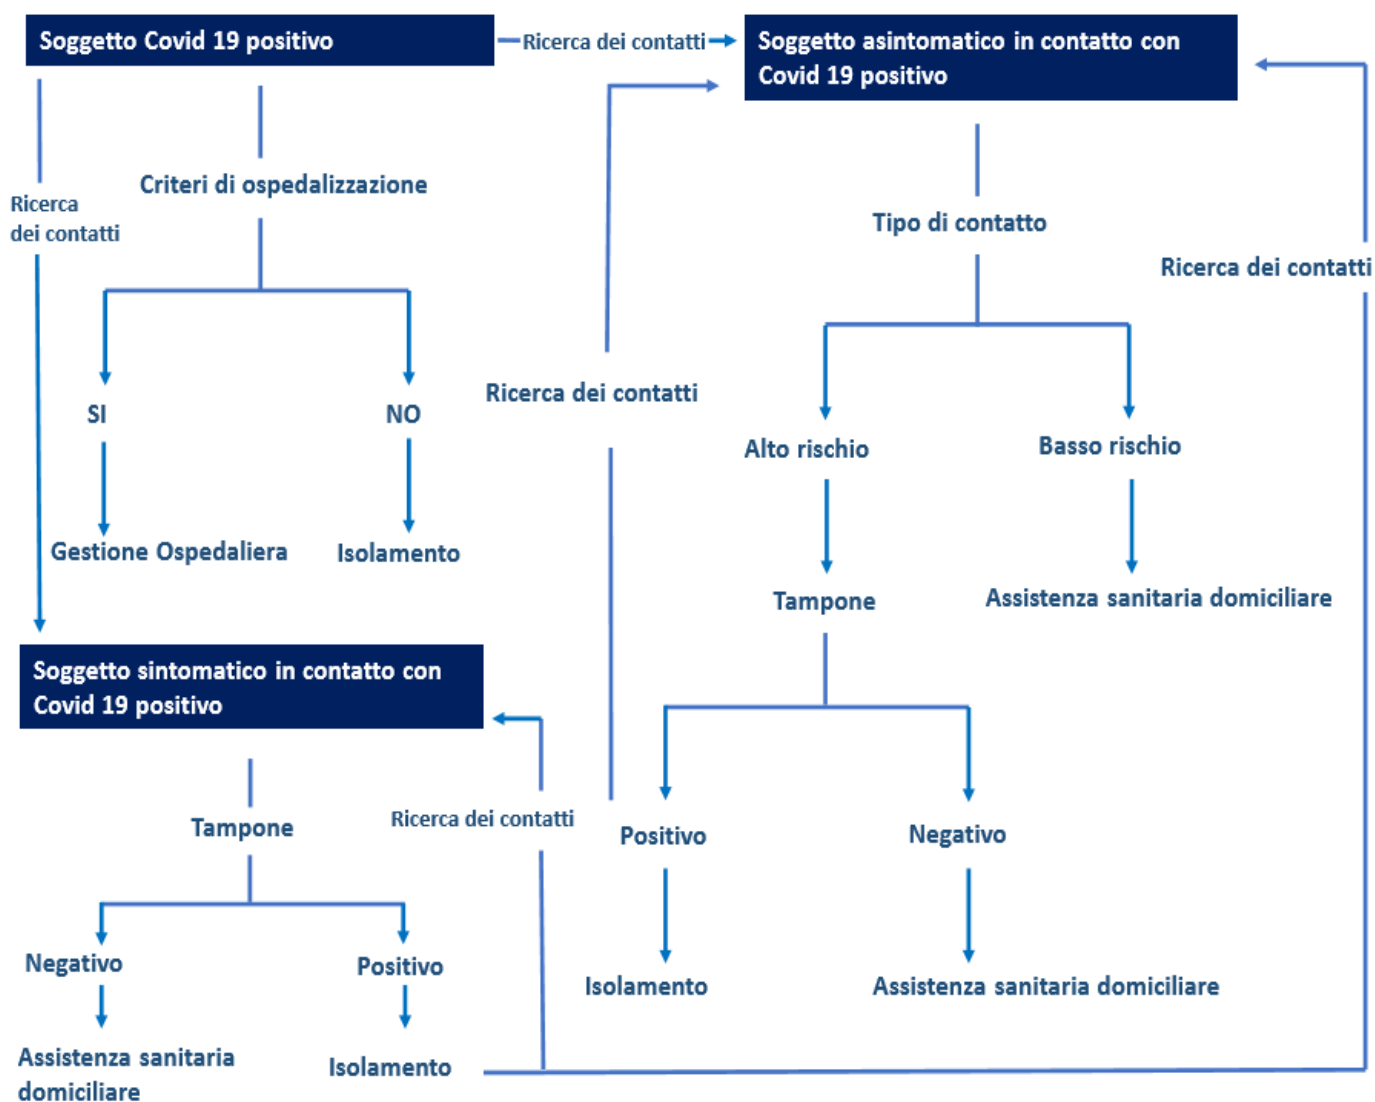 Soggetto Covid 19 positivo
Ricerca dei contatti
Soggetto asintomatico in contatto con
Covid 19 positivo
Criteri di ospedalizzazione
Ricerca
dei contatti
Tipo di contatto
Ricerca dei contatti
SI
NO
Ricerca dei contatti
Alto rischio
Basso rischio
Gestione Ospedaliera
Isolamento
Tampone
Assistenza sanitaria domiciliare
Soggetto sintomatico in contatto con
Covid 19 positivo
Tampone
Ricerca dei contatti
Positivo
Negativo
Negativo
Positivo
Isolamento
Assistenza sanitaria domiciliare
Assistenza sanitaria
domiciliare
Isolamento